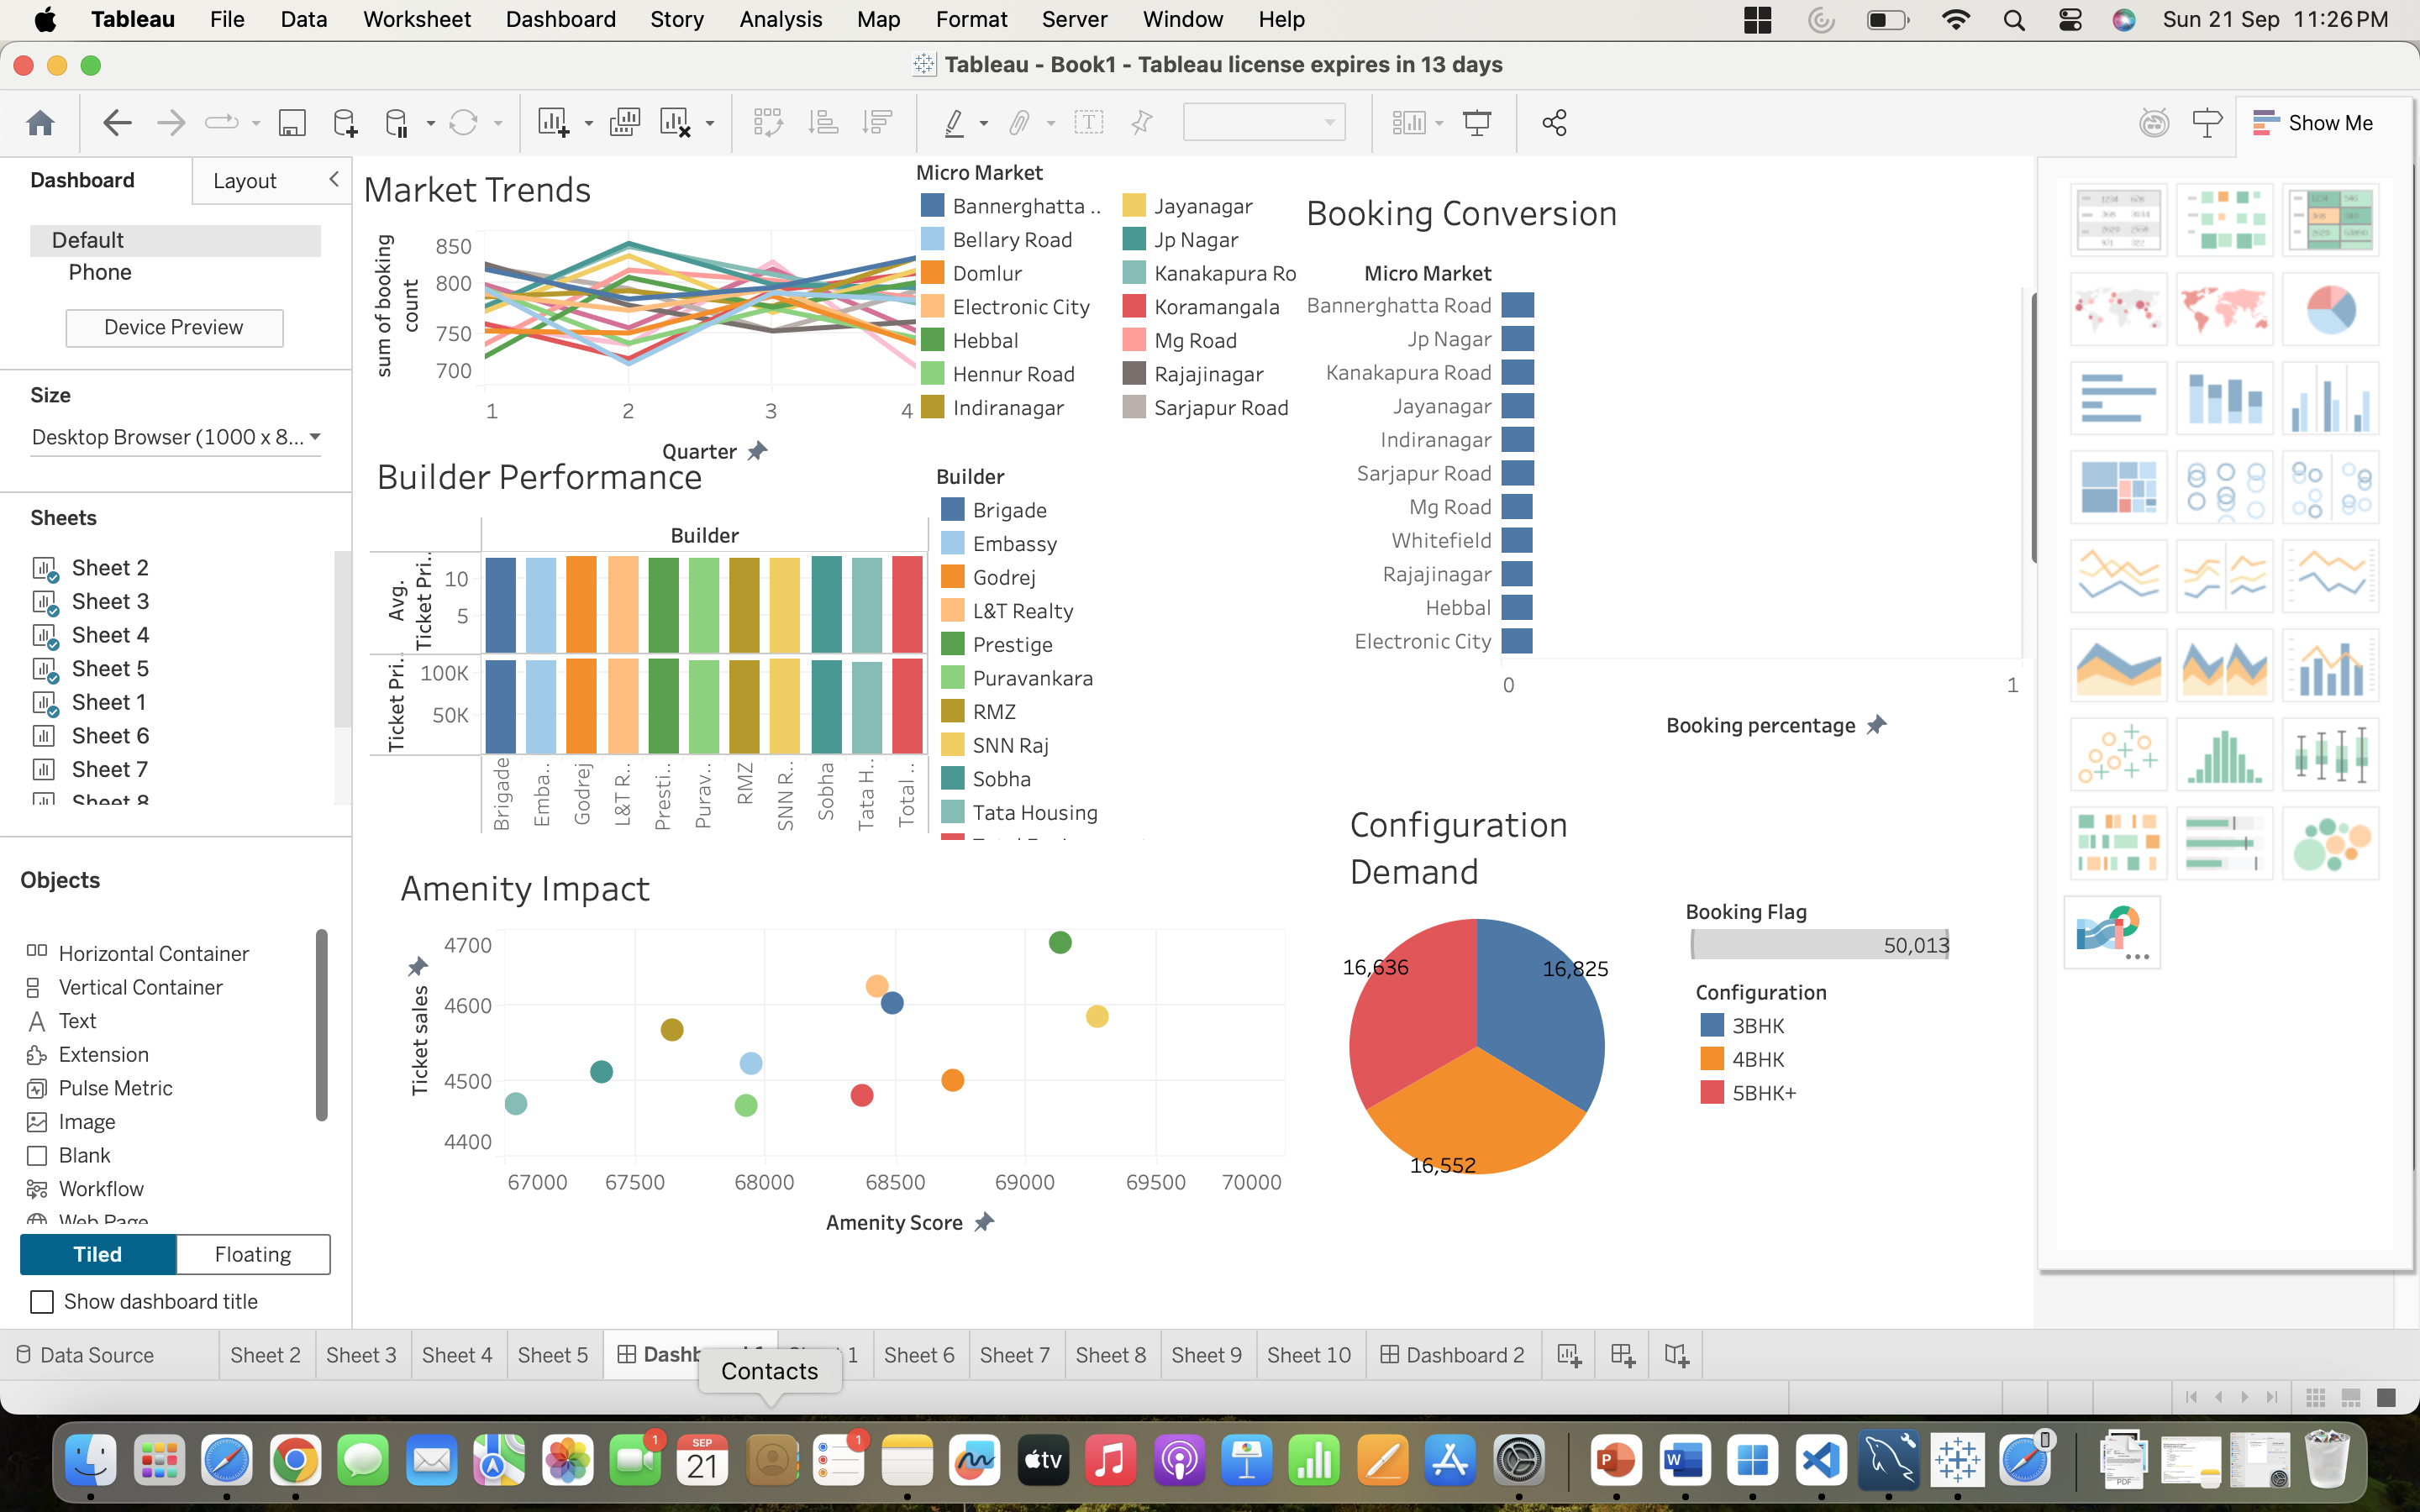 Tableau File Data Worksheet Dashboard Story Analysis Map Format Server Window Help Sun 21 Sep 11:26 PM
Tableau - Book1 - Tableau license expires in 13 days
Show Me
Dashboard Layout
Default
Phone
Device Preview
Size
Desktop Browser (1000 x 8...
Sheets
Sheet 2
Sheet 3
Sheet 4
Sheet 5
Sheet 1
Sheet 6
Sheet 7
Sheet 8
Objects
Horizontal Container
Vertical Container
Text
Extension
Pulse Metric
Image
Blank
Workflow
Web Page
Tiled Floating
Show dashboard title
Market Trends
sum of booking
count
850
800
750
700
1 2 3 4
Quarter
Micro Market
Bannerghatta ..
Bellary Road
Domlur
Electronic City
Hebbal
Hennur Road
Indiranagar
Jayanagar
Jp Nagar
Kanakapura Ro
Koramangala
Mg Road
Rajajinagar
Sarjapur Road
Booking Conversion
Micro Market
Bannerghatta Road
Jp Nagar
Kanakapura Road
Jayanagar
Indiranagar
Sarjapur Road
Mg Road
Whitefield
Rajajinagar
Hebbal
Electronic City
0 1
Booking percentage
Builder Performance
Builder
Avg.
Ticket Pri..
10
5
Ticket Pri..
100K
50K
Brigade
Emba..
Godrej
L&T R..
Presti..
Purav..
RMZ
SNN R..
Sobha
Tata H..
Total ..
Builder
Brigade
Embassy
Godrej
L&T Realty
Prestige
Puravankara
RMZ
SNN Raj
Sobha
Tata Housing
Amenity Impact
Ticket sales
4700
4600
4500
4400
67000 67500 68000 68500 69000 69500 70000
Amenity Score
Configuration
Demand
16,636
16,825
16,552
Booking Flag
50,013
Configuration
3BHK
4BHK
5BHK+
Data Source Sheet 2 Sheet 3 Sheet 4 Sheet 5 Dashb 1 Sheet 6 Sheet 7 Sheet 8 Sheet 9 Sheet 10 Dashboard 2
Contacts
1
SEP
21
1
tv
P
W
PDF